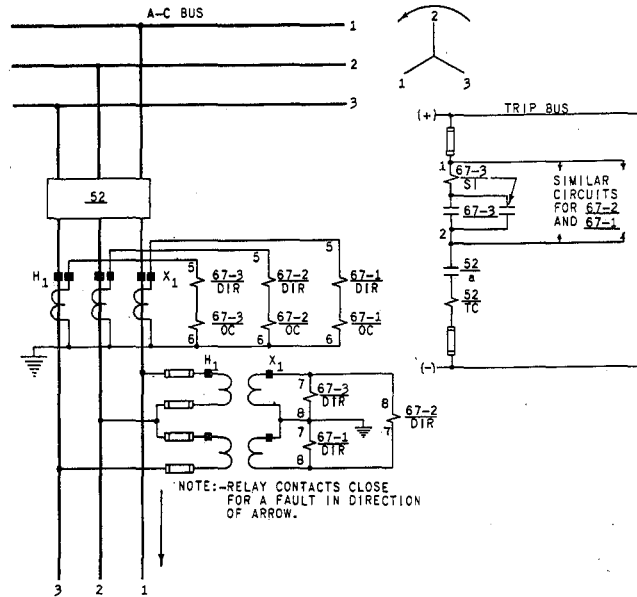 A-C BUS
1
2
3
2
1
3
TRIP BUS
(+)
1
67-3
SI
67-3
2
SIMILAR
CIRCUITS
FOR 67-2
AND 67-1
52
a
52
TC
(-)
52
H1
X1
5
67-3
DIR
67-3
OC
6
5
67-2
DIR
67-2
OC
6
5
67-1
DIR
67-1
OC
6
H1
X1
7
67-3
DIR
8
7
67-1
DIR
8
8
67-2
DIR
7
NOTE:-RELAY CONTACTS CLOSE
FOR A FAULT IN DIRECTION
OF ARROW.
3
2
1